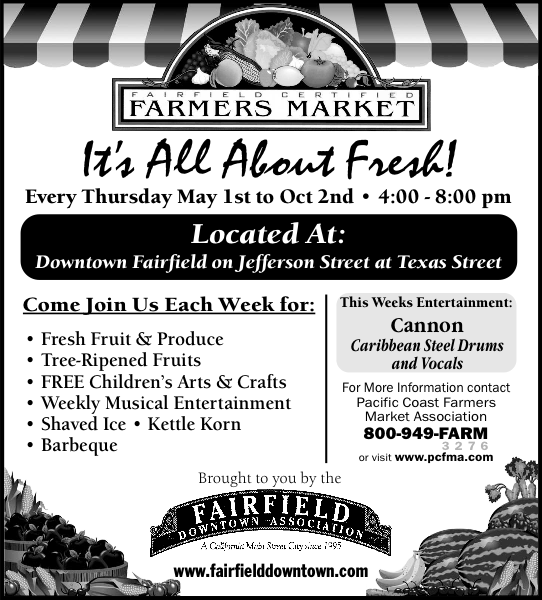 FAIRFIELD CERTIFIED
FARMERS MARKET
It's All About Fresh!
Every Thursday May 1st to Oct 2nd • 4:00 - 8:00 pm
Located At:
Downtown Fairfield on Jefferson Street at Texas Street
Come Join Us Each Week for:
• Fresh Fruit & Produce
• Tree-Ripened Fruits
• FREE Children's Arts & Crafts
• Weekly Musical Entertainment
• Shaved Ice • Kettle Korn
• Barbeque
This Weeks Entertainment:
Cannon
Caribbean Steel Drums
and Vocals
For More Information contact
Pacific Coast Farmers
Market Association
800-949-FARM
3 2 7 6
or visit www.pcfma.com
Brought to you by the
FAIRFIELD
DOWNTOWN ASSOCIATION
A California Main Street City since 1995
www.fairfielddowntown.com